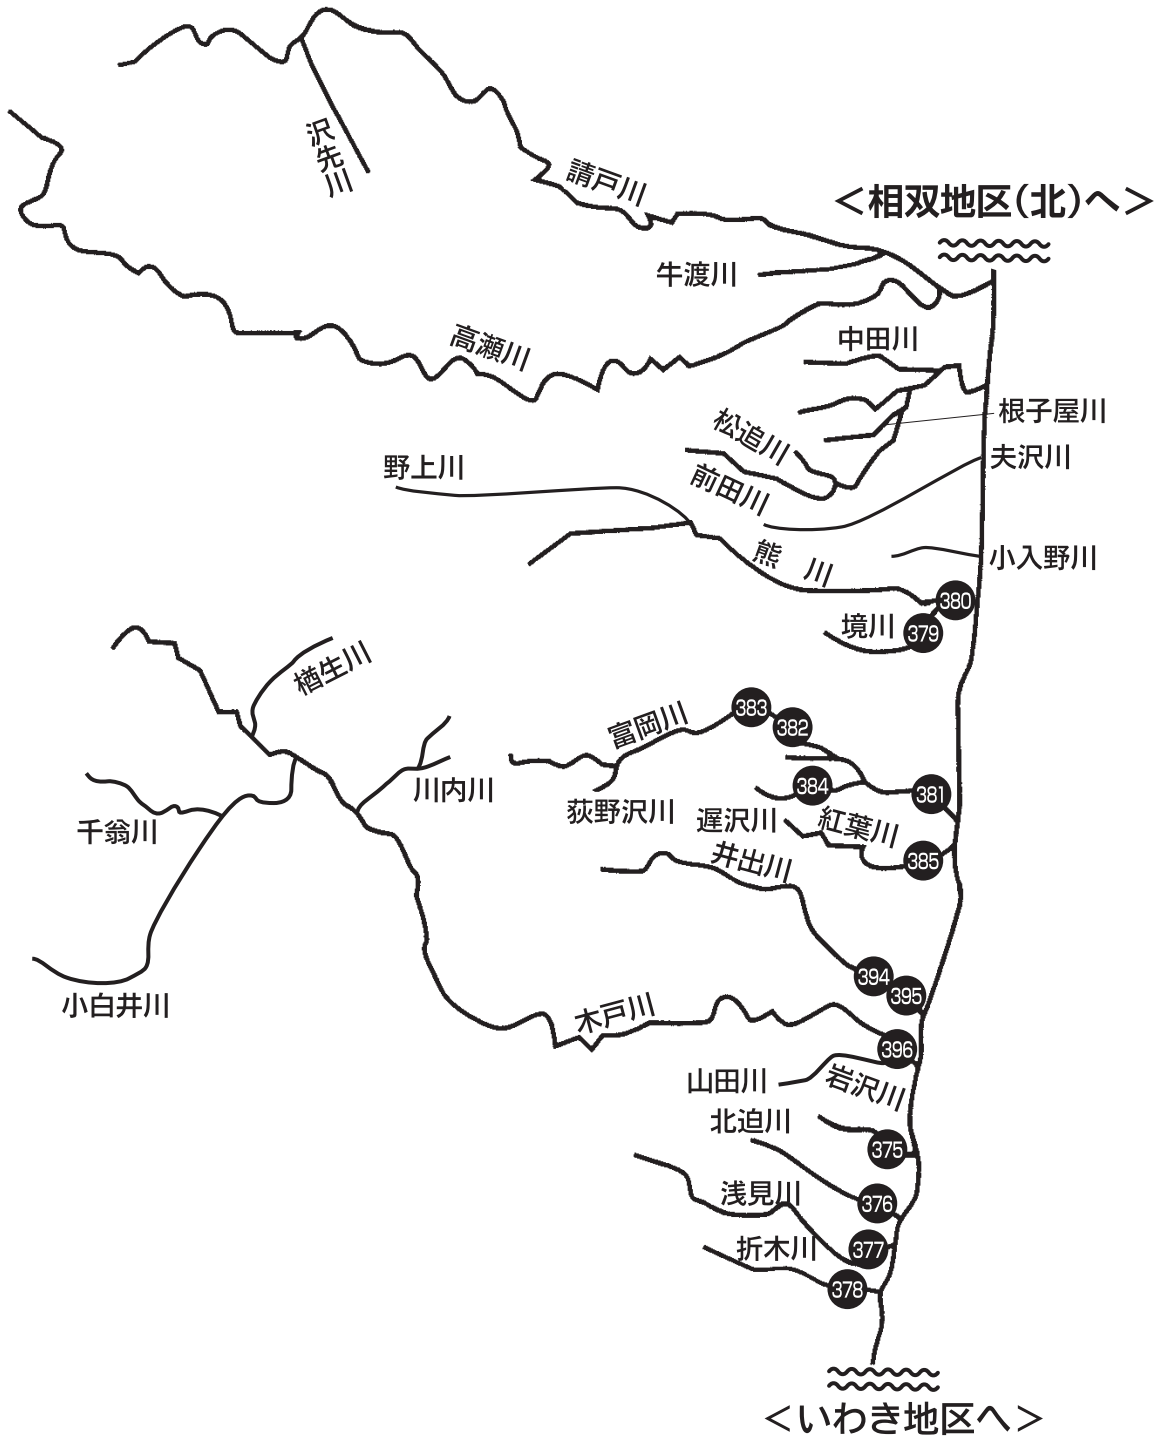 沢先川
請戸川
＜相双地区(北)へ＞
牛渡川
高瀬川
中田川
根子屋川
松追川
夫沢川
野上川
前田川
熊川
小入野川
380
境川
379
楢生川
383
富岡川
382
川内川
384
381
荻野沢川
遅沢川
紅葉川
千翁川
井出川
385
394
395
小白井川
木戸川
396
山田川
岩沢川
北迫川
375
浅見川
376
折木川
377
378
＜いわき地区へ＞